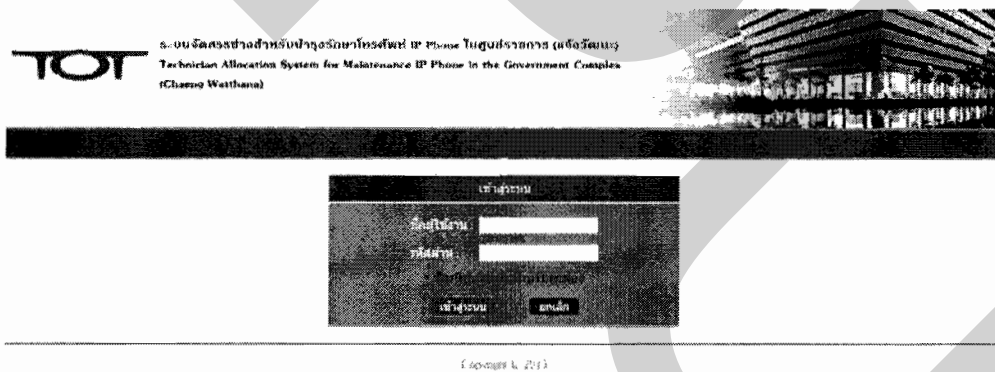 TOT
ระบบจัดสรรช่างสำหรับบำรุงรักษาโทรศัพท์ IP Phone ในศูนย์ราชการ (แจ้งวัฒนะ)
Technician Allocation System for Maintenance IP Phone in the Government Complex
(Chaeng Watthana)
เข้าสู่ระบบ
ชื่อผู้ใช้งาน
รหัสผ่าน
เข้าสู่ระบบ ยกเลิก
Copyright